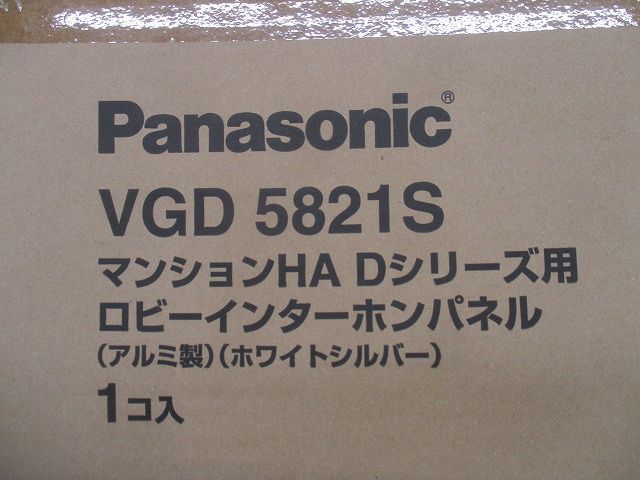 Panasonic®
VGD 5821S
マンションHA Dシリーズ用
ロビーインターホンパネル
(アルミ製)(ホワイトシルバー)
1コ入